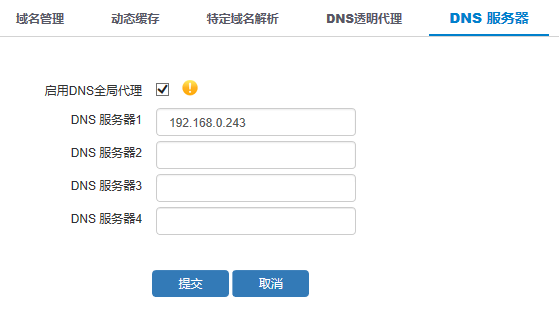 域名管理 动态缓存 特定域名解析 DNS透明代理 DNS 服务器
启用DNS全局代理
DNS 服务器1 192.168.0.243
DNS 服务器2
DNS 服务器3
DNS 服务器4
提交 取消